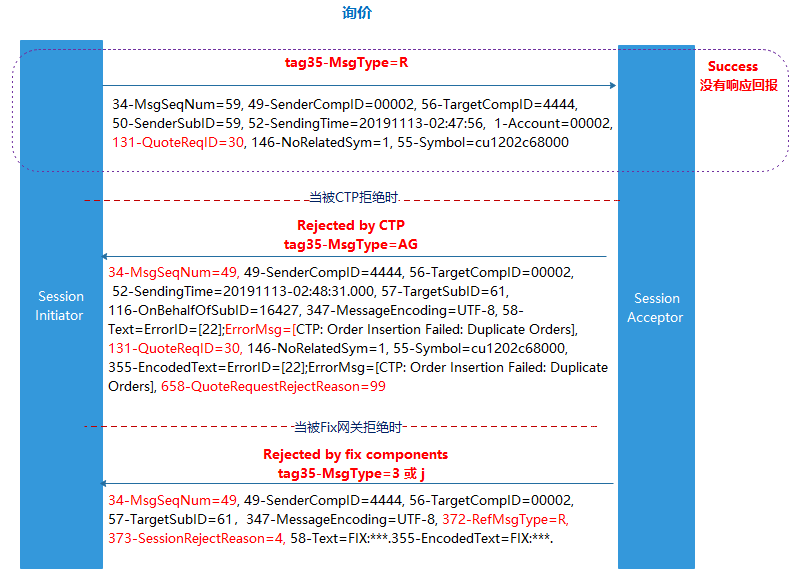 询价
tag35-MsgType=R
Success
没有响应回报
34-MsgSeqNum=59, 49-SenderCompID=00002, 56-TargetCompID=4444,
50-SenderSubID=59, 52-SendingTime=20191113-02:47:56, 1-Account=00002,
131-QuoteReqID=30, 146-NoRelatedSym=1, 55-Symbol=cu1202c68000
当被CTP拒绝时
Rejected by CTP
tag35-MsgType=AG
34-MsgSeqNum=49, 49-SenderCompID=4444, 56-TargetCompID=00002,
52-SendingTime=20191113-02:48:31.000, 57-TargetSubID=61,
116-OnBehalfOfSubID=16427, 347-MessageEncoding=UTF-8, 58-
Text=ErrorID=[22];ErrorMsg=[CTP: Order Insertion Failed: Duplicate Orders],
131-QuoteReqID=30, 146-NoRelatedSym=1, 55-Symbol=cu1202c68000,
355-EncodedText=ErrorID=[22];ErrorMsg=[CTP: Order Insertion Failed: Duplicate
Orders], 658-QuoteRequestRejectReason=99
Session
Initiator
Session
Acceptor
当被Fix网关拒绝时
Rejected by fix components
tag35-MsgType=3 或 j
34-MsgSeqNum=49, 49-SenderCompID=4444, 56-TargetCompID=00002,
57-TargetSubID=61，347-MessageEncoding=UTF-8, 372-RefMsgType=R,
373-SessionRejectReason=4, 58-Text=FIX:***.355-EncodedText=FIX:***.